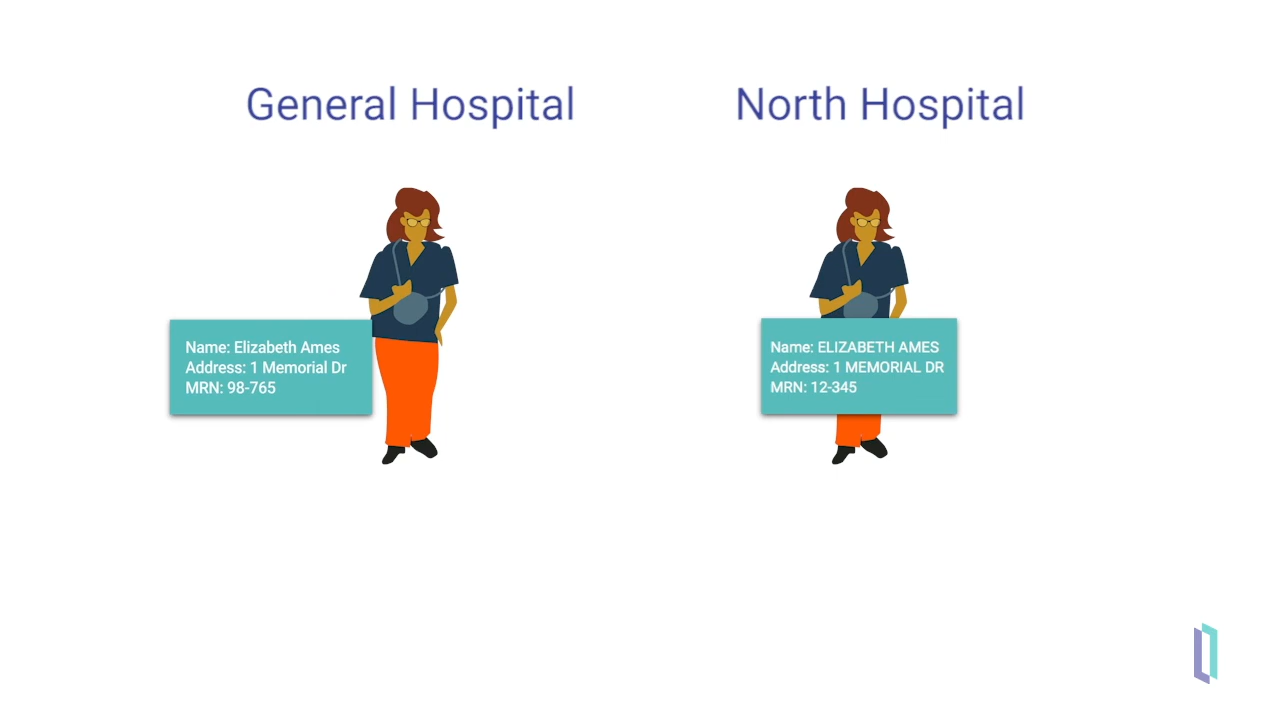 General Hospital
North Hospital
Name: Elizabeth Ames
Address: 1 Memorial Dr
MRN: 98-765
Name: ELIZABETH AMES
Address: 1 MEMORIAL DR
MRN: 12-345